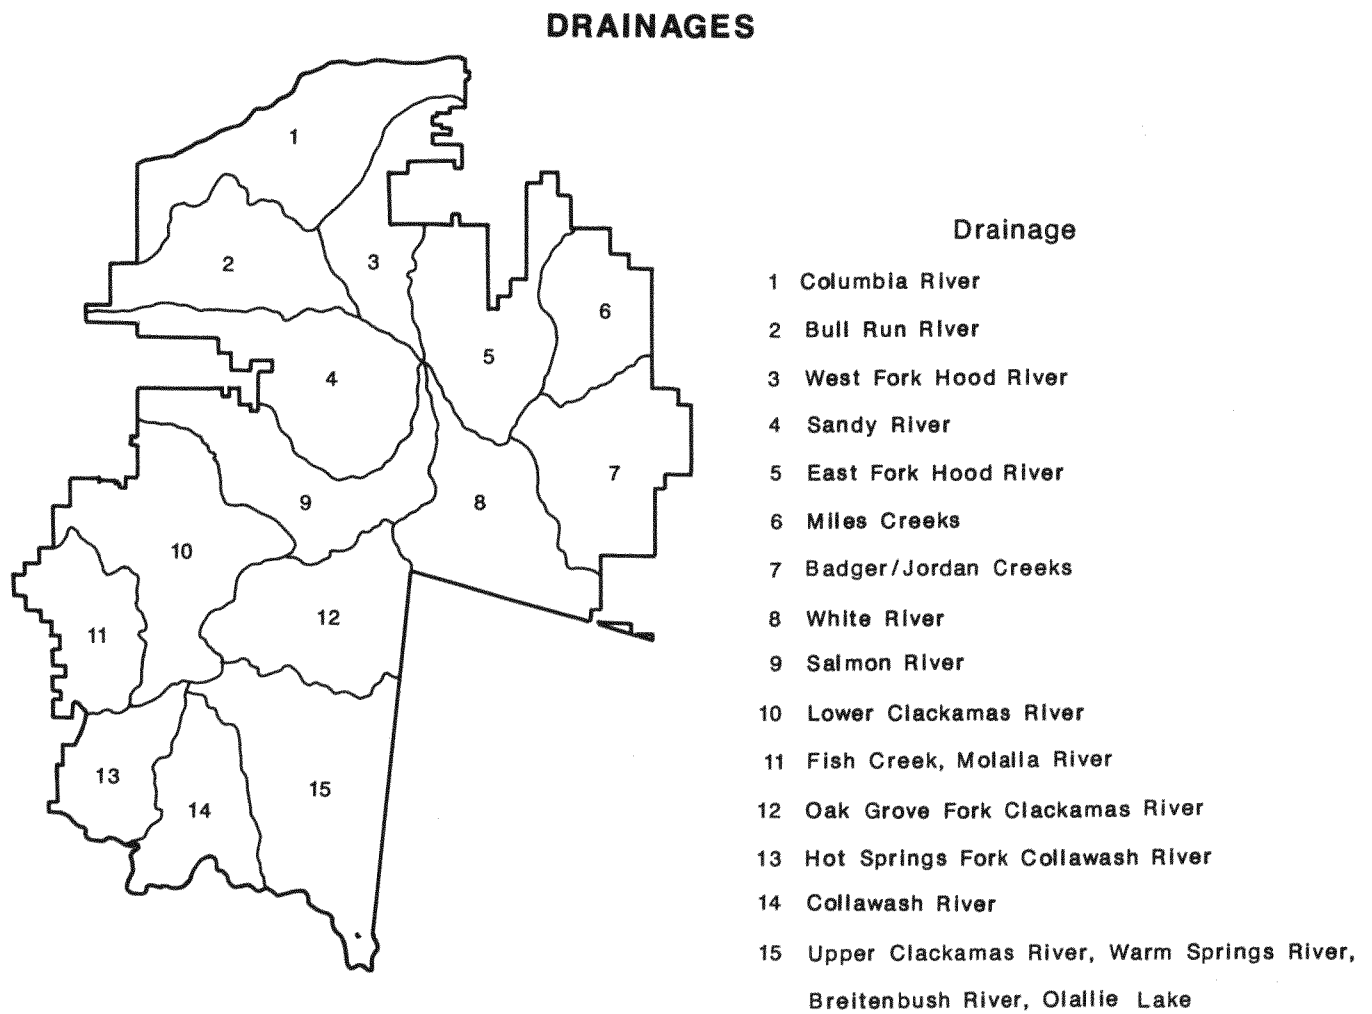 DRAINAGES
1
2
3
4
5
6
7
8
9
10
11
12
13
14
15
Drainage
1 Columbia River
2 Bull Run River
3 West Fork Hood River
4 Sandy River
5 East Fork Hood River
6 Miles Creeks
7 Badger/Jordan Creeks
8 White River
9 Salmon River
10 Lower Clackamas River
11 Fish Creek, Molalla River
12 Oak Grove Fork Clackamas River
13 Hot Springs Fork Collawash River
14 Collawash River
15 Upper Clackamas River, Warm Springs River,
Breitenbush River, Olallie Lake